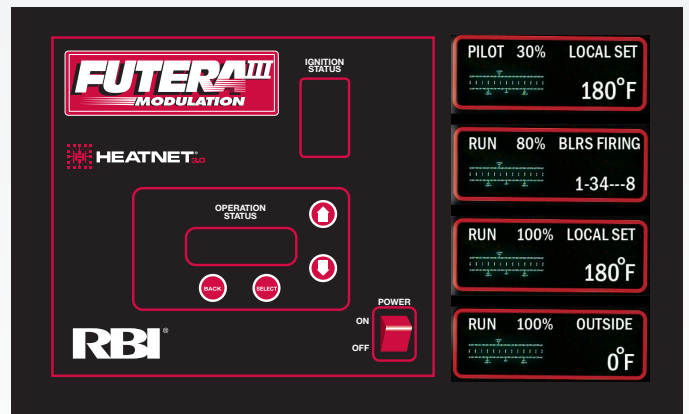 FUTERA III
MODULATION
HEATNET® 3.0
IGNITION
STATUS
OPERATION
STATUS
BACK
SELECT
POWER
ON
OFF
RBI®
PILOT 30% LOCAL SET
180°F
RUN 80% BLRS FIRING
1-34---8
RUN 100% LOCAL SET
180°F
RUN 100% OUTSIDE
0°F